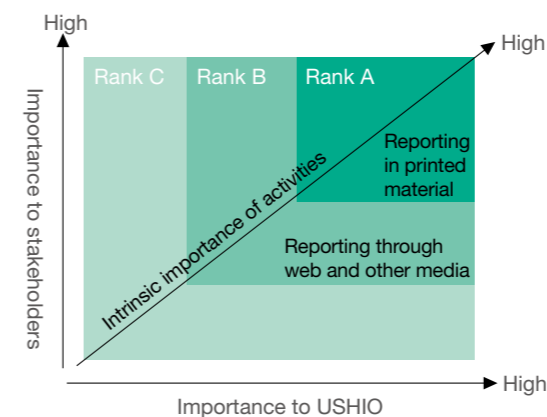 High
High
Rank C
Rank B
Rank A
Importance to stakeholders
Intrinsic importance of activities
Reporting
in printed
material
Reporting through
web and other media
High
Importance to USHIO